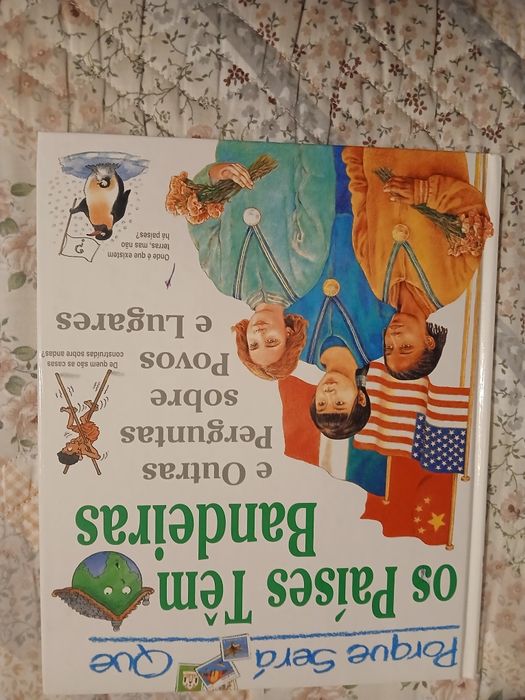 Porque Será Que
os Países Têm
Bandeiras
e Outras
Perguntas
sobre
Povos
e Lugares
De quem são as casas
construídas sobre andas?
Onde é que existem
terras, mas não
há países?
?